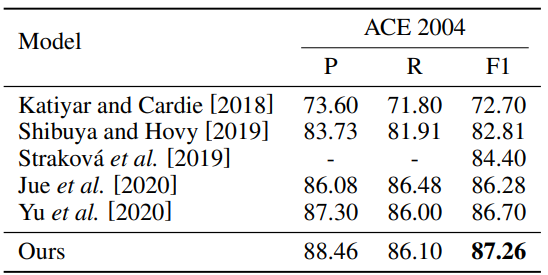 Model ACE 2004
P R F1
Katiyar and Cardie [2018] 73.60 71.80 72.70
Shibuya and Hovy [2019] 83.73 81.91 82.81
Straková et al. [2019] - - 84.40
Jue et al. [2020] 86.08 86.48 86.28
Yu et al. [2020] 87.30 86.00 86.70
Ours 88.46 86.10 87.26